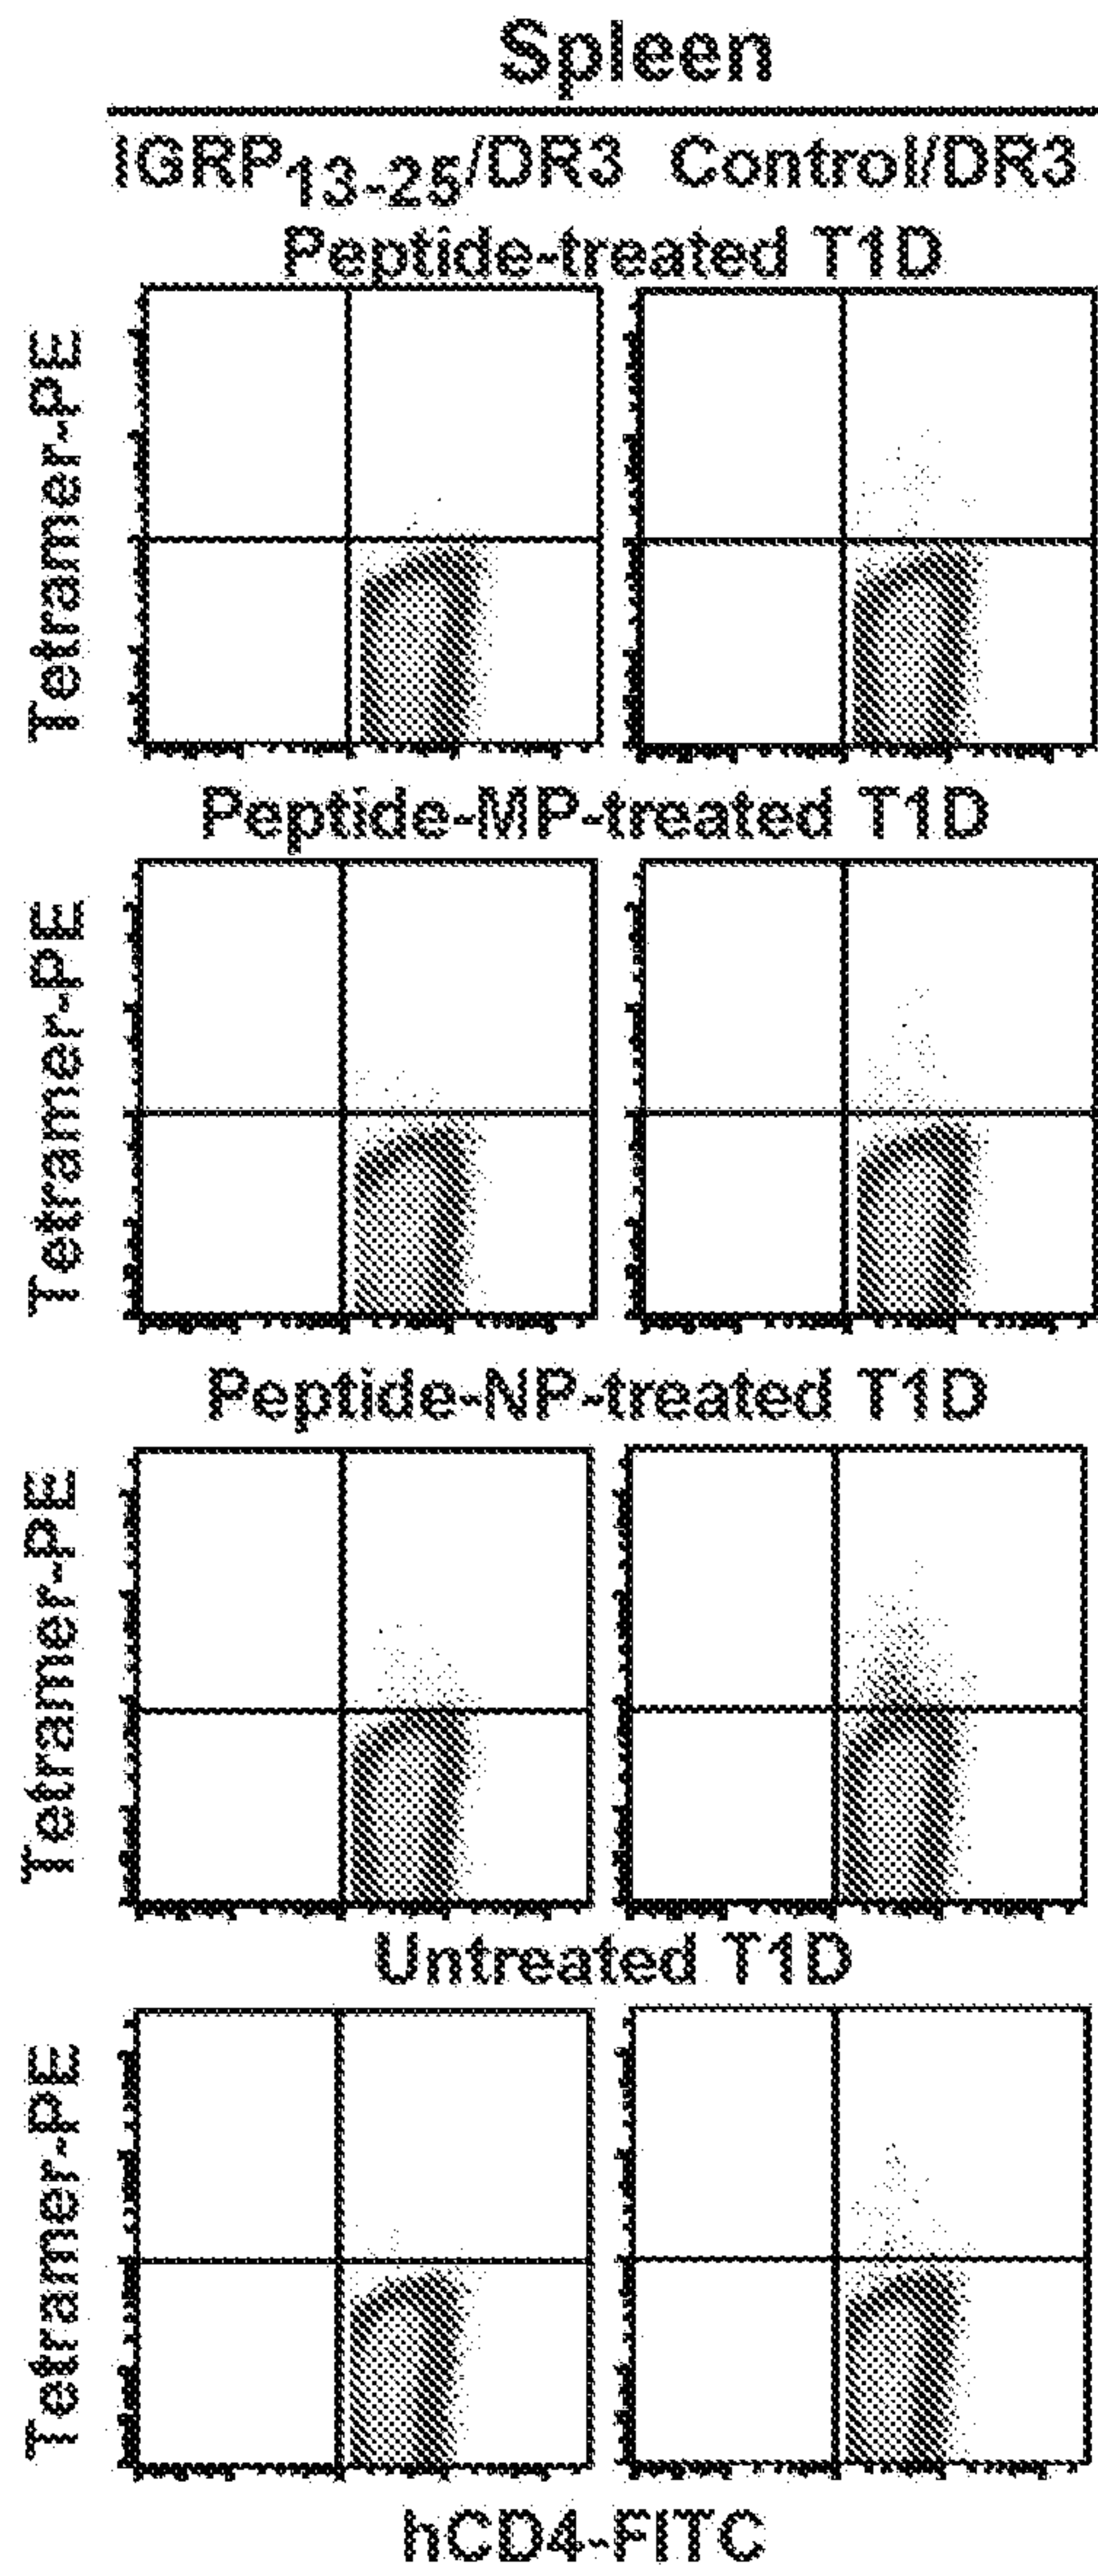 Spleen
IGRP13-25/DR3 Control/DR3
Peptide-treated T1D
Tetramer-PE
Peptide-MP-treated T1D
Tetramer-PE
Peptide-NP-treated T1D
Tetramer-PE
Untreated T1D
Tetramer-PE
hCD4-FITC